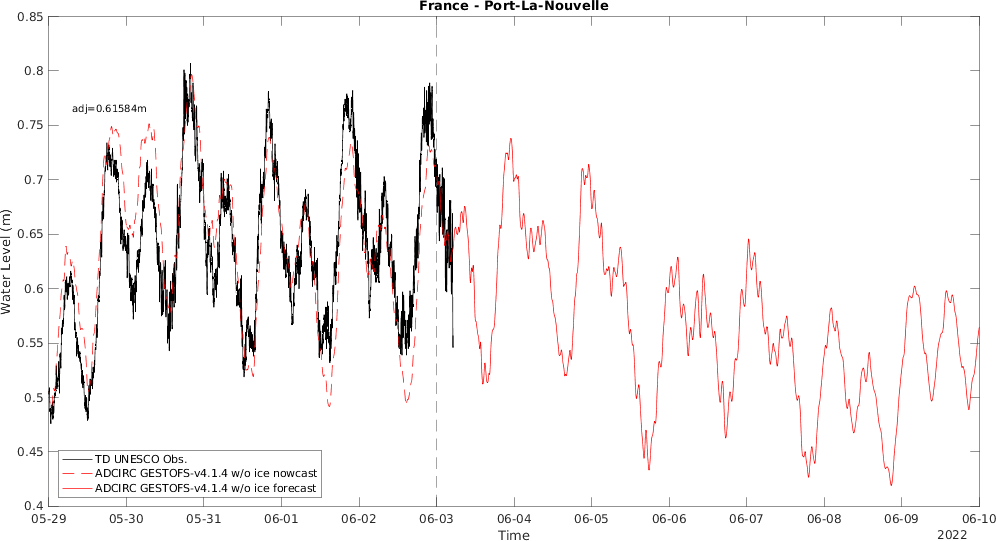 France - Port-La-Nouvelle
0.85
0.8
0.75
0.7
0.65
0.6
0.55
0.5
0.45
0.4
Water Level (m)
adj=0.61584m
TD UNESCO Obs.
ADCIRC GESTOFS-v4.1.4 w/o ice nowcast
ADCIRC GESTOFS-v4.1.4 w/o ice forecast
05-29 05-30 05-31 06-01 06-02 06-03 06-04 06-05 06-06 06-07 06-08 06-09 06-10
Time
2022